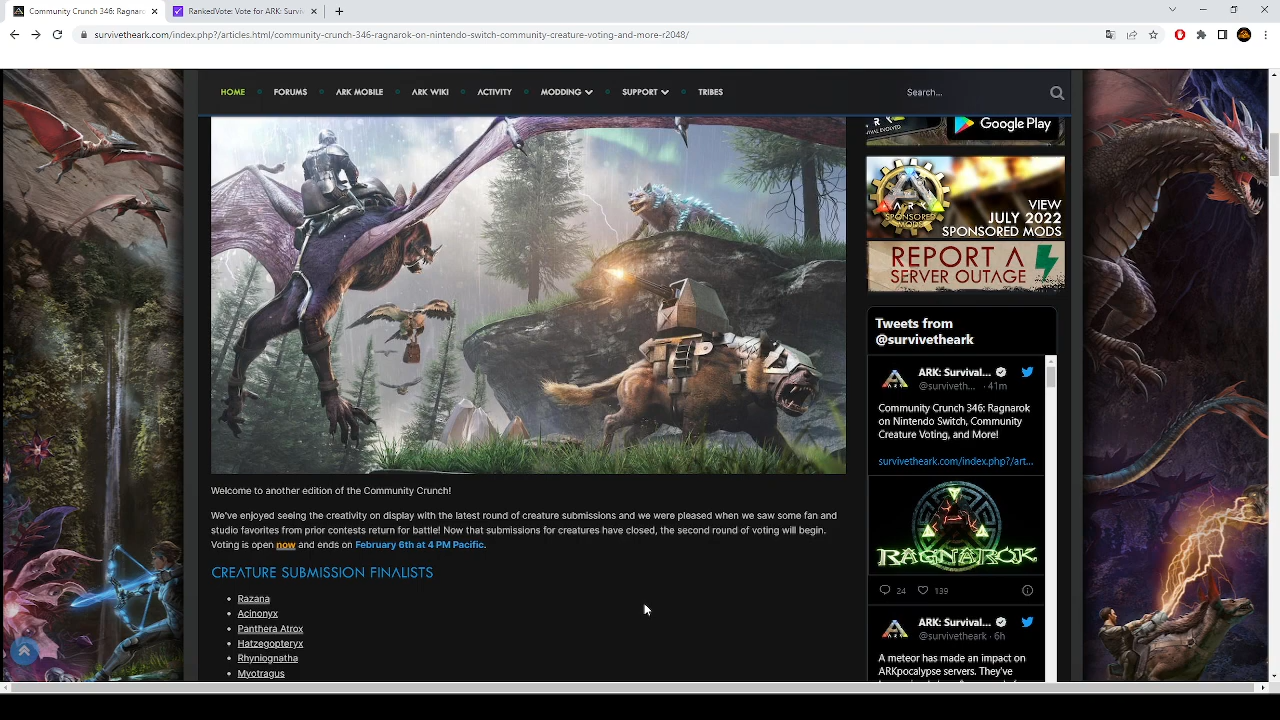 Community Crunch 346: Ragnaro
RankedVote: Vote for ARK: Surviv
survivetheark.com/index.php?/articles.html/community-crunch-346-ragnarok-on-nintendo-switch-community-creature-voting-and-more-r2048/
HOME
FORUMS
ARK MOBILE
ARK WIKI
ACTIVITY
MODDING
SUPPORT
TRIBES
Search...
Google Play
ARK
SPONSORED
MODS
VIEW
JULY 2022
SPONSORED MODS
REPORT A
SERVER OUTAGE
Tweets from
@survivetheark
ARK: Survival...
@surviveth... · 41m
Community Crunch 346: Ragnarok
on Nintendo Switch, Community
Creature Voting, and More!
survivetheark.com/index.php?/art...
RAGNAROK
24
139
ARK: Survival...
@survivetheark · 6h
A meteor has made an impact on
ARKpocalypse servers. They've
Welcome to another edition of the Community Crunch!
We've enjoyed seeing the creativity on display with the latest round of creature submissions and we were pleased when we saw some fan and
studio favorites from prior contests return for battle! Now that submissions for creatures have closed, the second round of voting will begin.
Voting is open now and ends on February 6th at 4 PM Pacific.
CREATURE SUBMISSION FINALISTS
Razana
Acinonyx
Panthera Atrox
Hatzegopteryx
Rhyniognatha
Myotragus